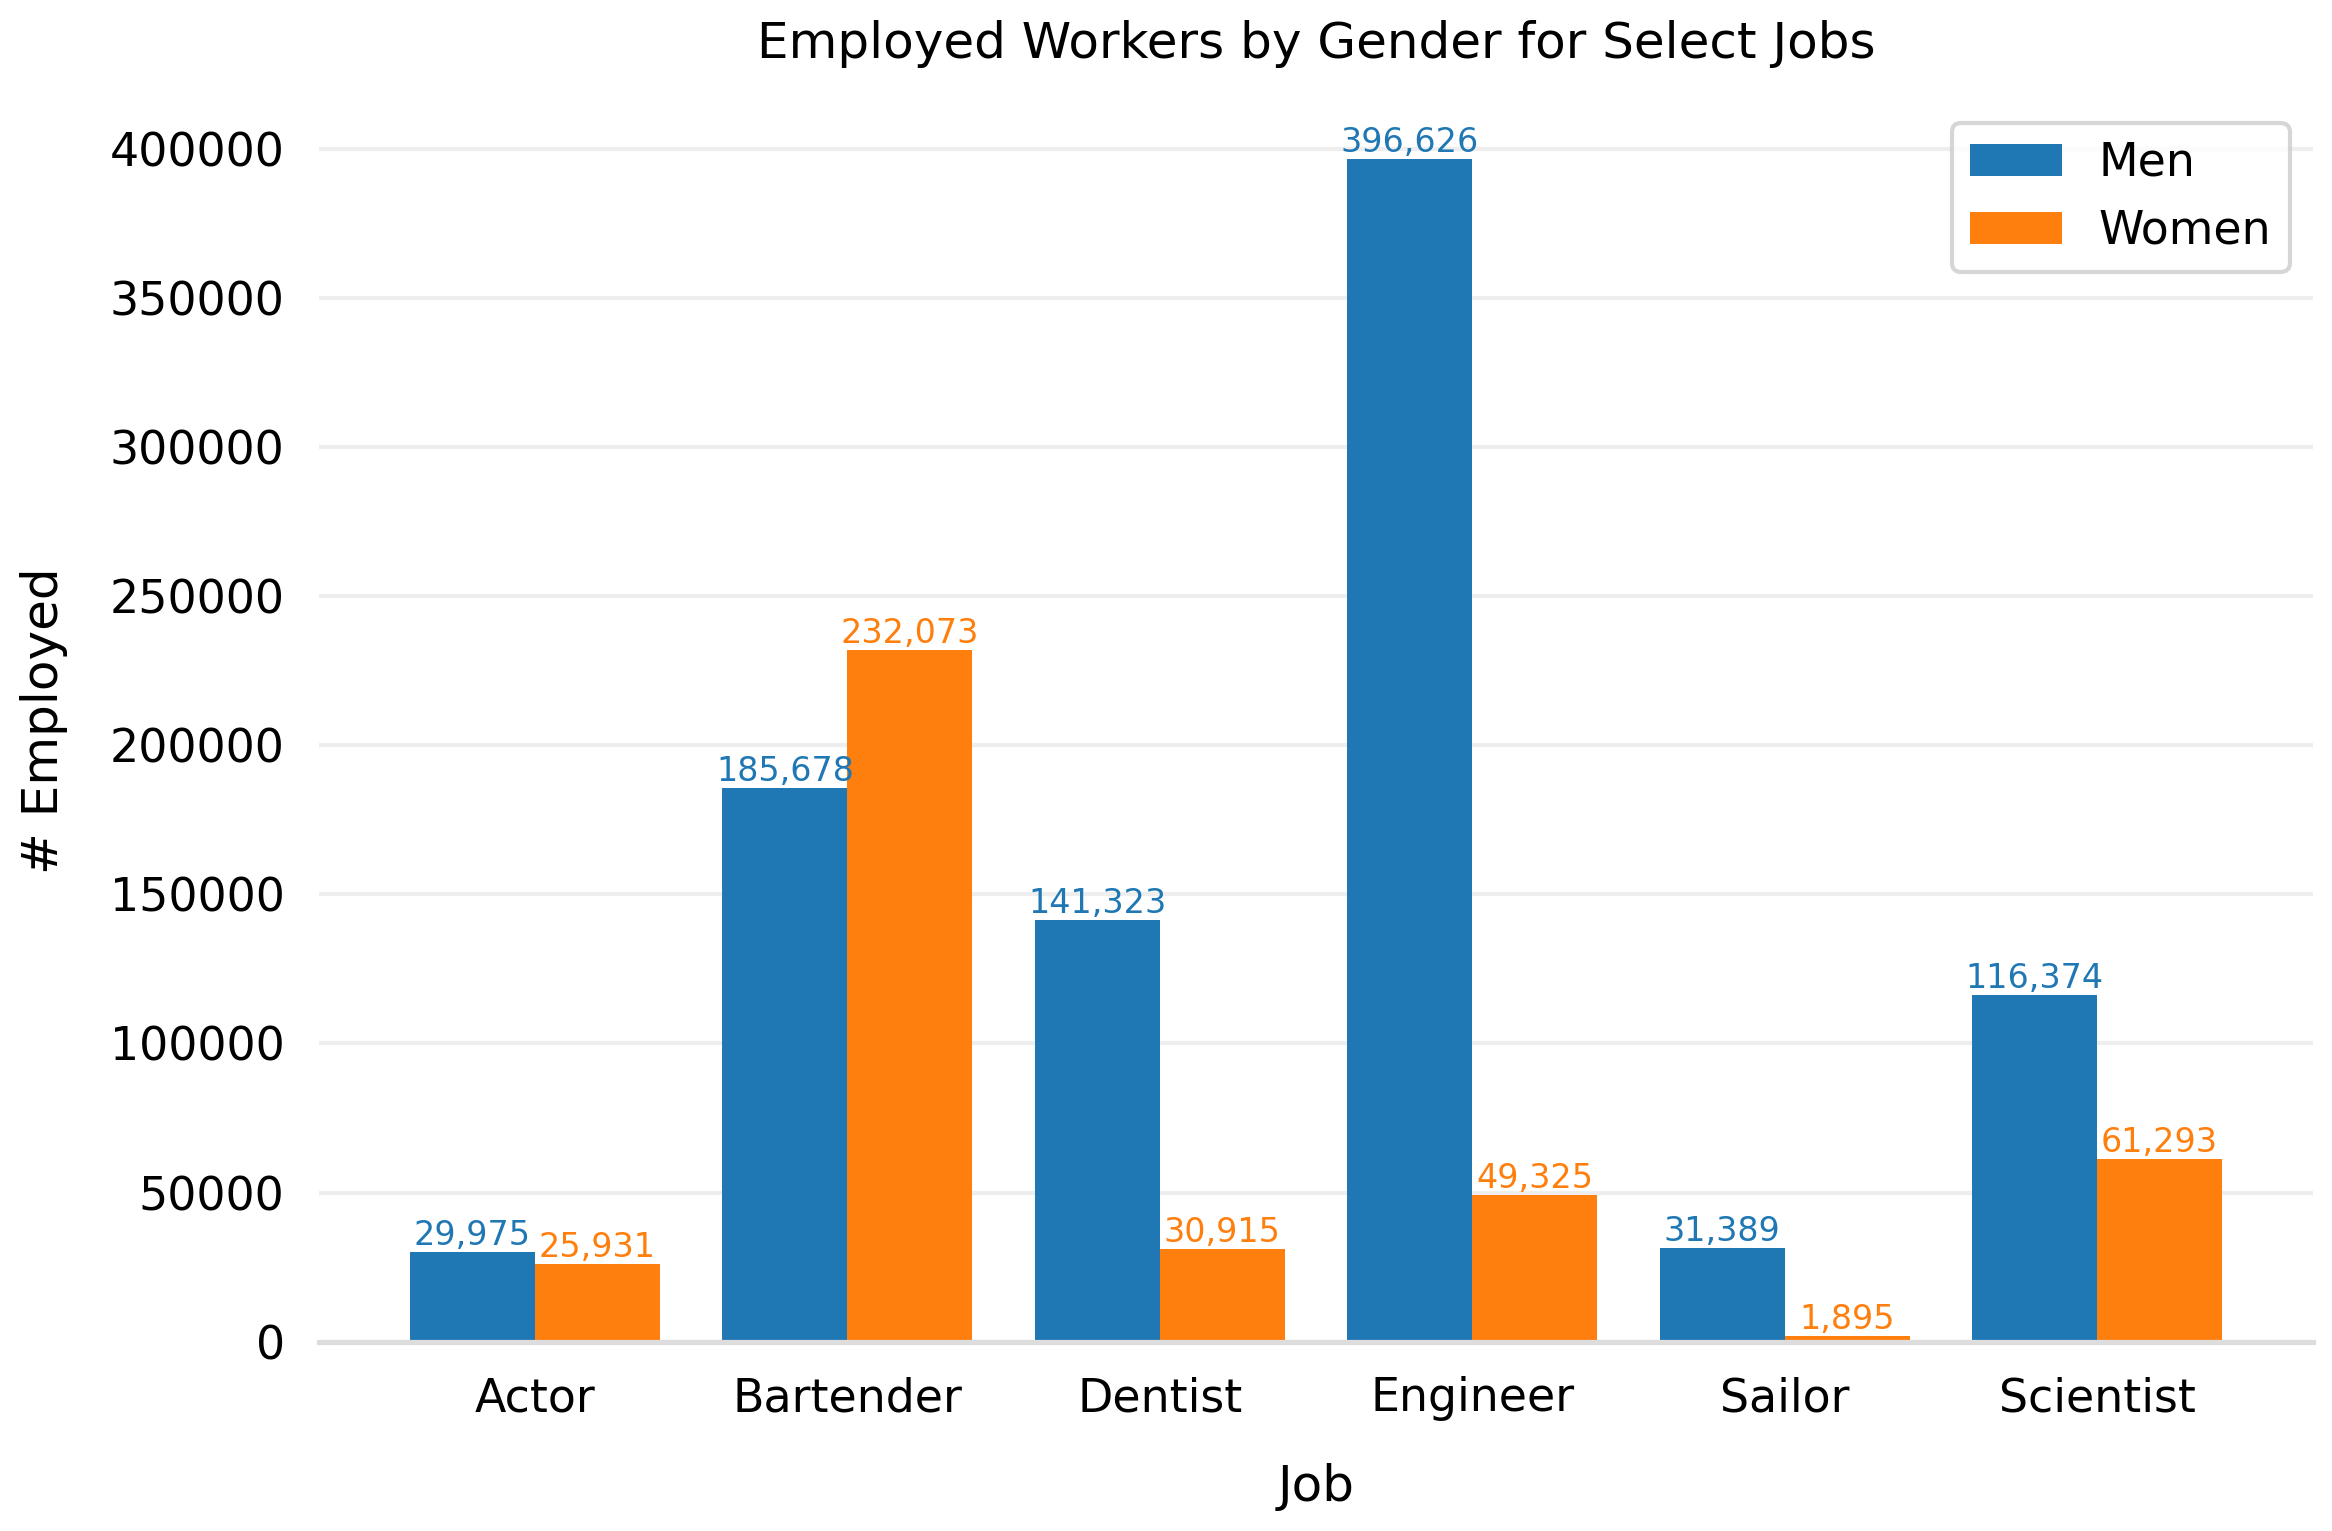 Employed Workers by Gender for Select Jobs
Men
Women
# Employed
400000
350000
300000
250000
200000
150000
100000
50000
0
29,975
25,931
185,678
232,073
141,323
30,915
396,626
49,325
31,389
1,895
116,374
61,293
Actor
Bartender
Dentist
Engineer
Sailor
Scientist
Job